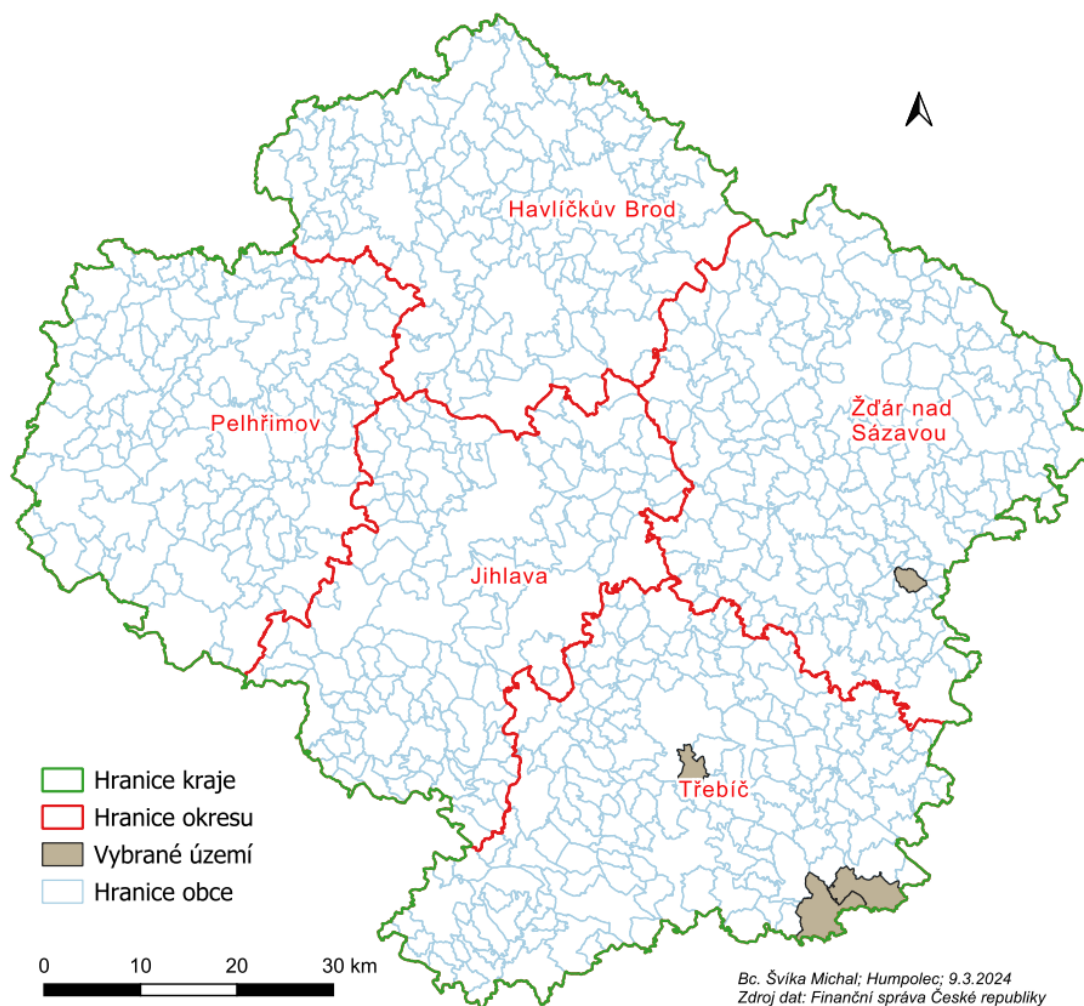 Havlíčkův Brod
Pelhřimov
Žďár nad
Sázavou
Jihlava
Třebíč
Hranice kraje
Hranice okresu
Vybrané území
Hranice obce
0 10 20 30 km
Bc. Švíka Michal; Humpolec; 9.3.2024
Zdroj dat: Finanční správa České republiky